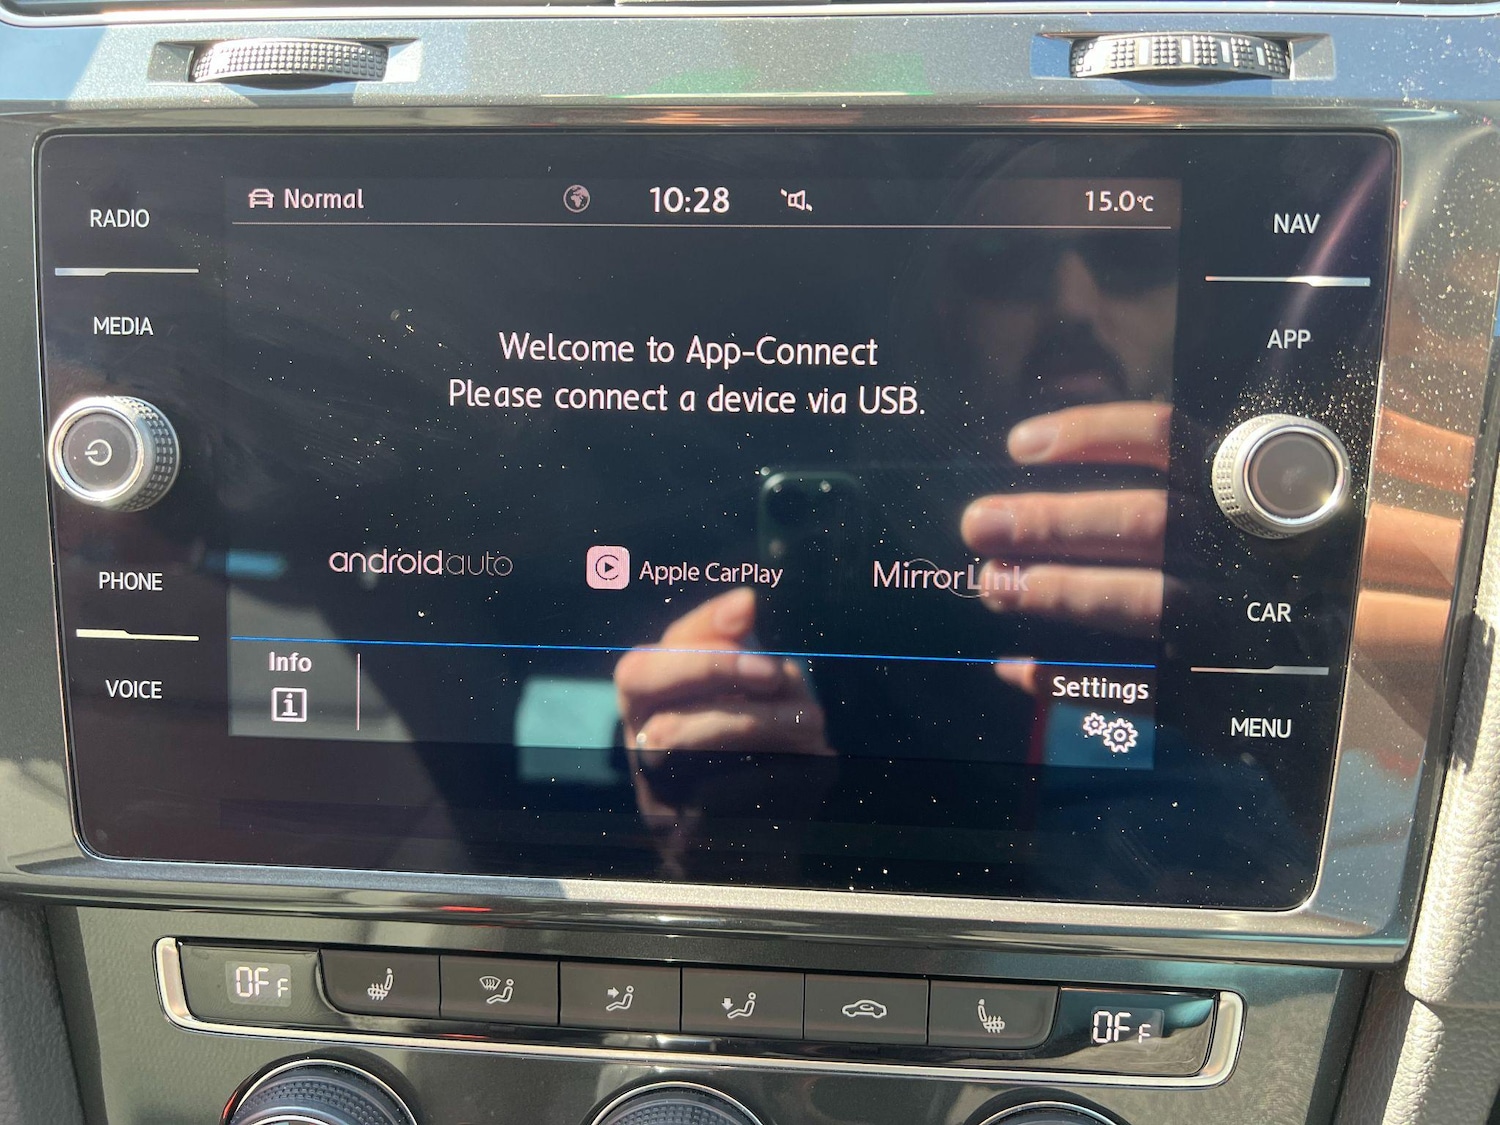 RADIO
MEDIA
PHONE
VOICE
Normal
10:28
15.0°C
Welcome to App-Connect
Please connect a device via USB.
androidauto
Apple CarPlay
MirrorLink
Info
i
Settings
NAV
APP
CAR
MENU
OFF
OFF